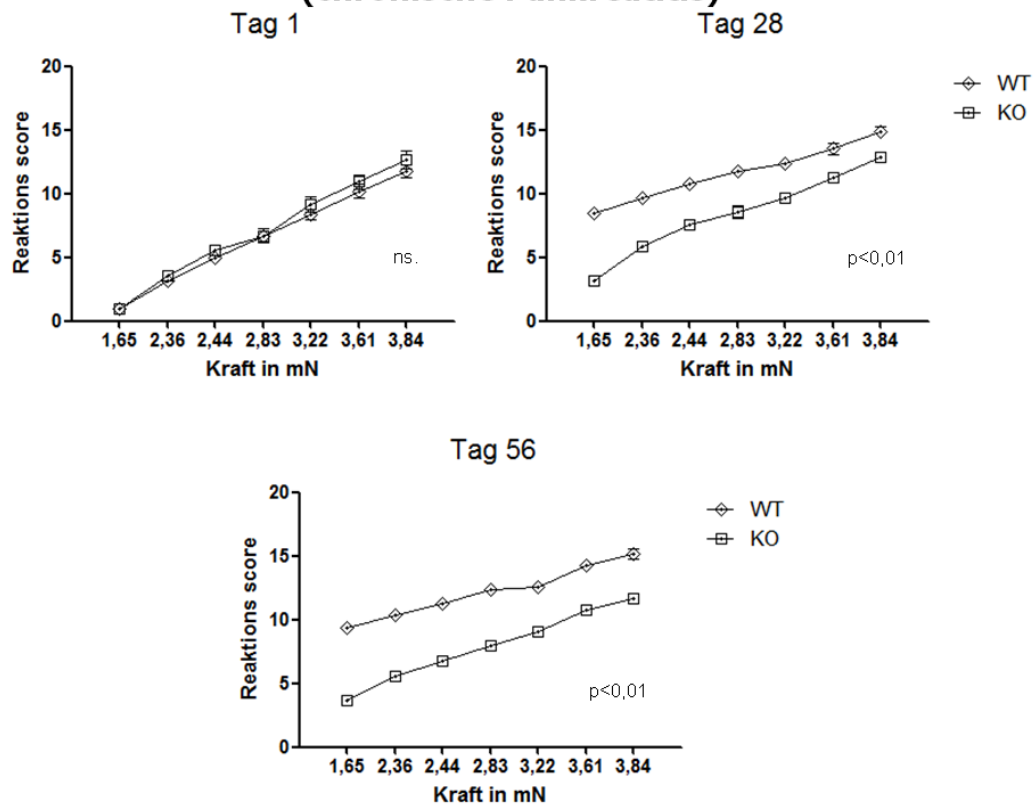 Tag 1
20
15
10
5
0
Reaktions score
ns.
1,65 2,36 2,44 2,83 3,22 3,61 3,84
Kraft in mN
Tag 28
20
15
10
5
0
Reaktions score
WT
KO
p<0,01
1,65 2,36 2,44 2,83 3,22 3,61 3,84
Kraft in mN
Tag 56
20
15
10
5
0
Reaktions score
WT
KO
p<0,01
1,65 2,36 2,44 2,83 3,22 3,61 3,84
Kraft in mN